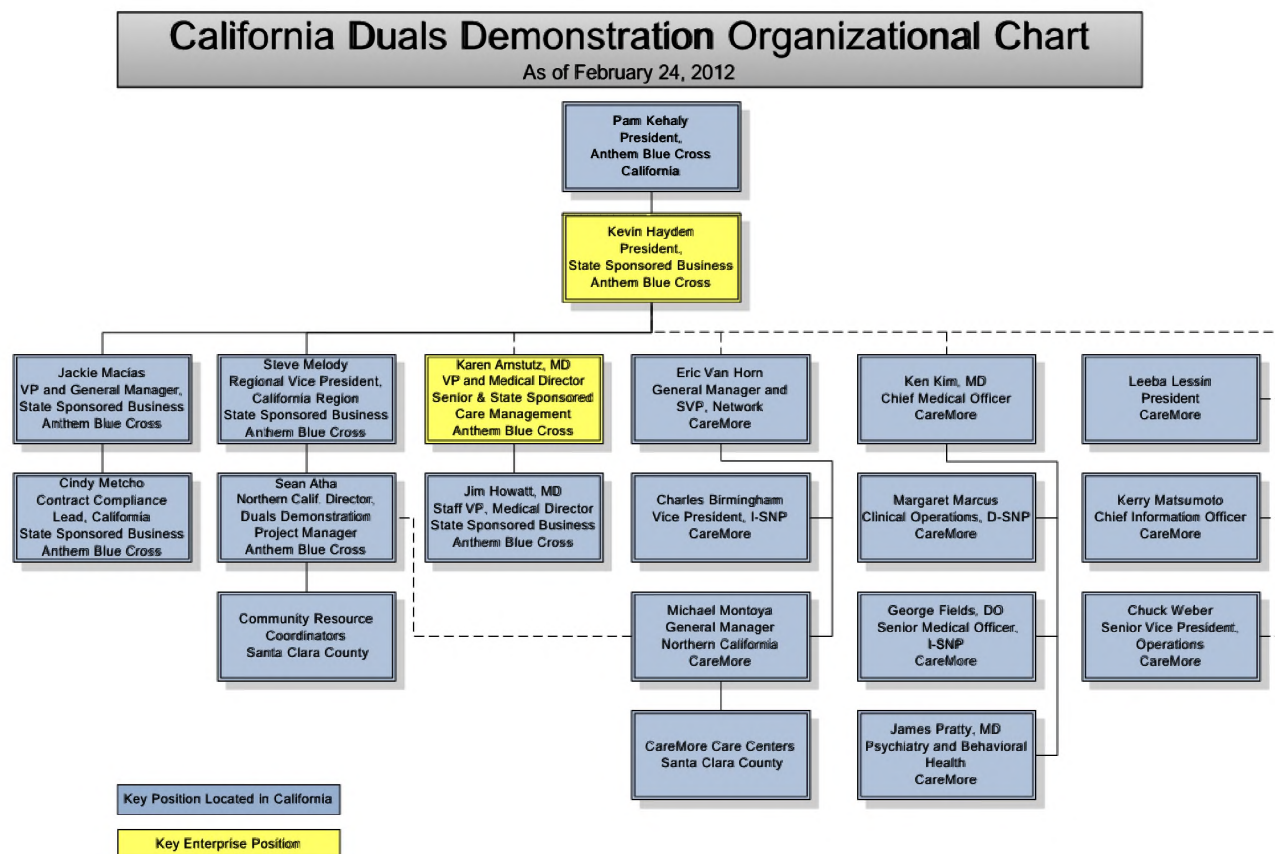 California Duals Demonstration Organizational Chart
As of February 24, 2012
Pam Kehaly
President,
Anthem Blue Cross
California
Kevin Hayden
President,
State Sponsored Business
Anthem Blue Cross
Jackie Macias
VP and General Manager,
State Sponsored Business
Anthem Blue Cross
Steve Melody
Regional Vice President,
California Region
State Sponsored Business
Anthem Blue Cross
Karen Amstutz, MD
VP and Medical Director
Senior & State Sponsored
Care Management
Anthem Blue Cross
Eric Van Horn
General Manager and
SVP, Network
CareMore
Ken Kim, MD
Chief Medical Officer
CareMore
Leeba Lessin
President
CareMore
Cindy Metcho
Contract Compliance
Lead, California
State Sponsored Business
Anthem Blue Cross
Sean Atha
Northern Calif. Director,
Duals Demonstration
Project Manager
Anthem Blue Cross
Jim Howatt, MD
Staff VP, Medical Director
State Sponsored Business
Anthem Blue Cross
Charles Birmingham
Vice President, I-SNP
CareMore
Margaret Marcus
Clinical Operations, D-SNP
CareMore
Kerry Matsumoto
Chief Information Officer
CareMore
Community Resource
Coordinators
Santa Clara County
Michael Montoya
General Manager
Northern California
CareMore
George Fields, DO
Senior Medical Officer,
I-SNP
CareMore
Chuck Weber
Senior Vice President,
Operations
CareMore
CareMore Care Centers
Santa Clara County
James Pratty, MD
Psychiatry and Behavioral
Health
CareMore
Key Position Located in California
Key Enterprise Position